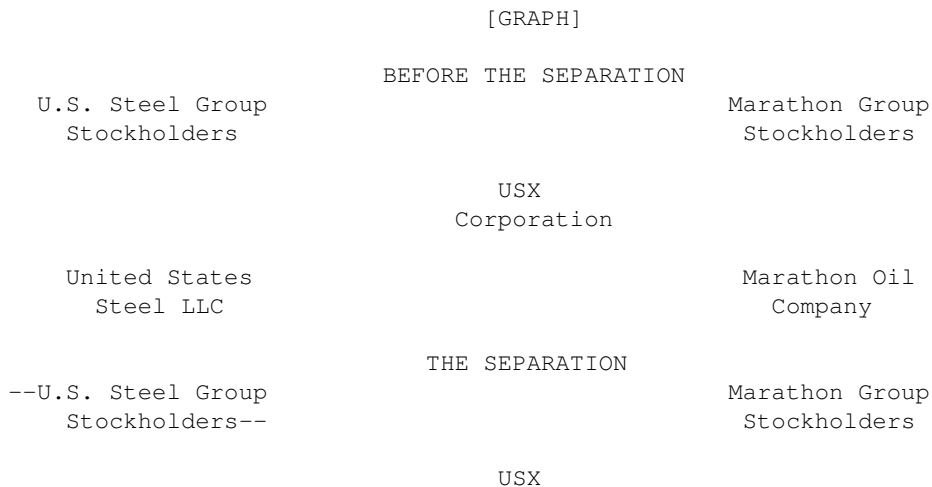 [GRAPH]
BEFORE THE SEPARATION
U.S. Steel Group Marathon Group
Stockholders Stockholders
USX
Corporation
United States Marathon Oil
Steel LLC Company
THE SEPARATION
--U.S. Steel Group Marathon Group
Stockholders-- Stockholders
USX